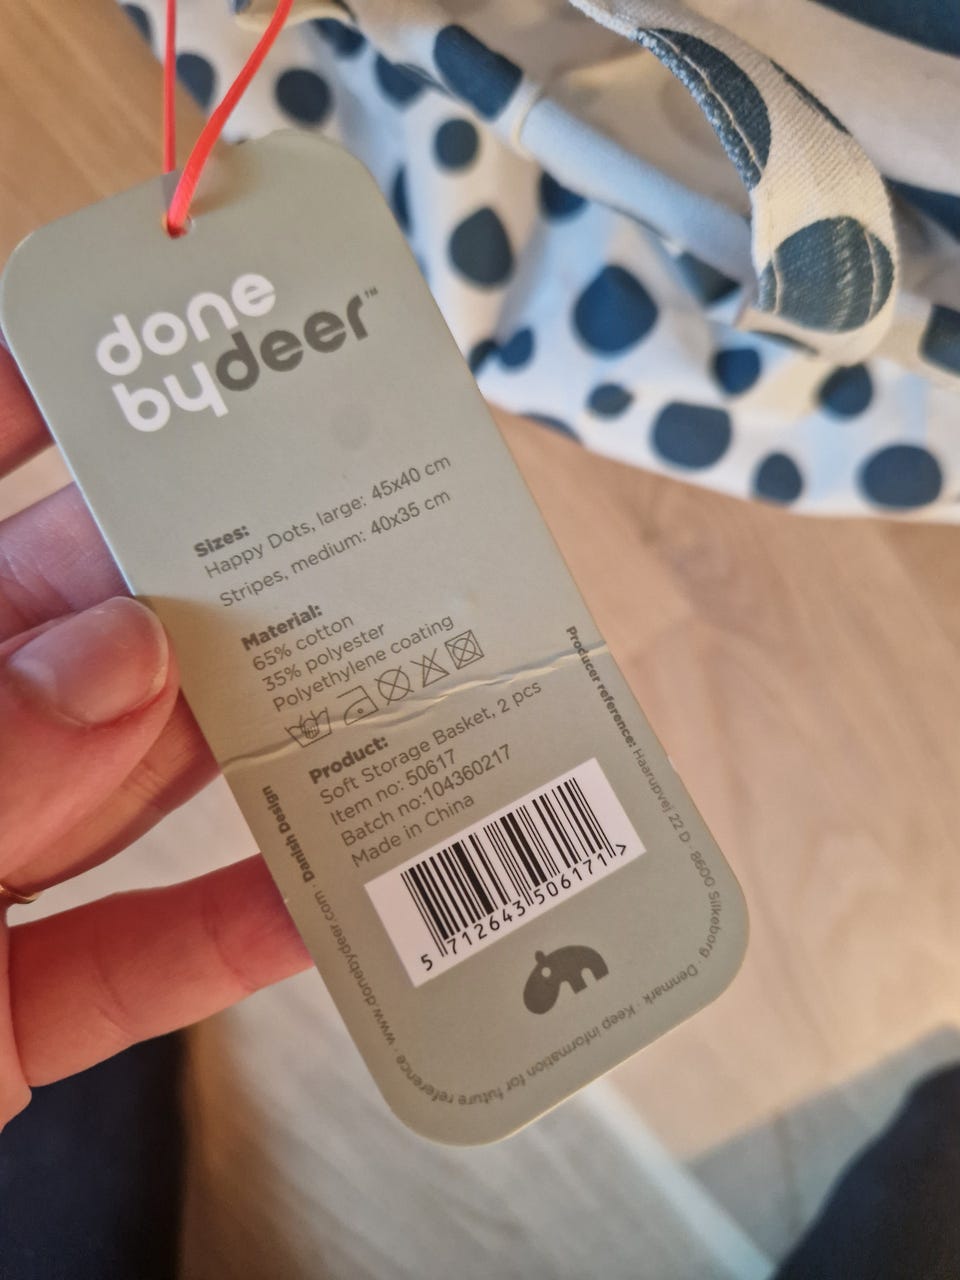 done
bydeer™
Sizes:
Happy Dots, large: 45x40 cm
Stripes, medium: 40x35 cm
Material:
65% cotton
35% polyester
Polyethylene coating
Product:
Soft Storage Basket, 2 pcs
Item no: 50617
Batch no:104360217
Made in China
5 712643 506171 >
Producer reference: Haarupvej 22 D · 8600 Silkeborg · Denmark · Keep information for future reference · www.donebydeer.com · Danish Design